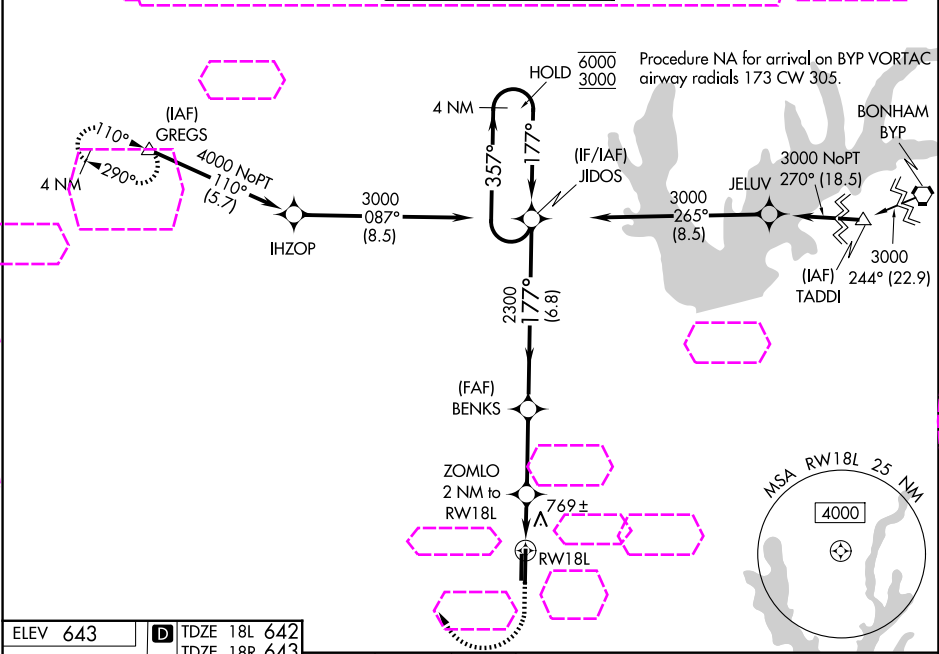 HOLD 6000
3000
Procedure NA for arrival on BYP VORTAC
airway radials 173 CW 305.
4 NM
(IAF)
GREGS
110°
290°
4 NM
4000 NoPT
110°
(5.7)
IHZOP
3000
087°
(8.5)
357°
177°
(IF/IAF)
JIDOS
3000
265°
(8.5)
JELUV
3000 NoPT
270° (18.5)
BONHAM
BYP
(IAF)
TADDI
3000
244° (22.9)
2300
177°
(6.8)
(FAF)
BENKS
ZOMLO
2 NM to
RW18L
769±
RW18L
MSA RW18L 25 NM
4000
ELEV 643
D TDZE 18L 642
TDZE 18R 643